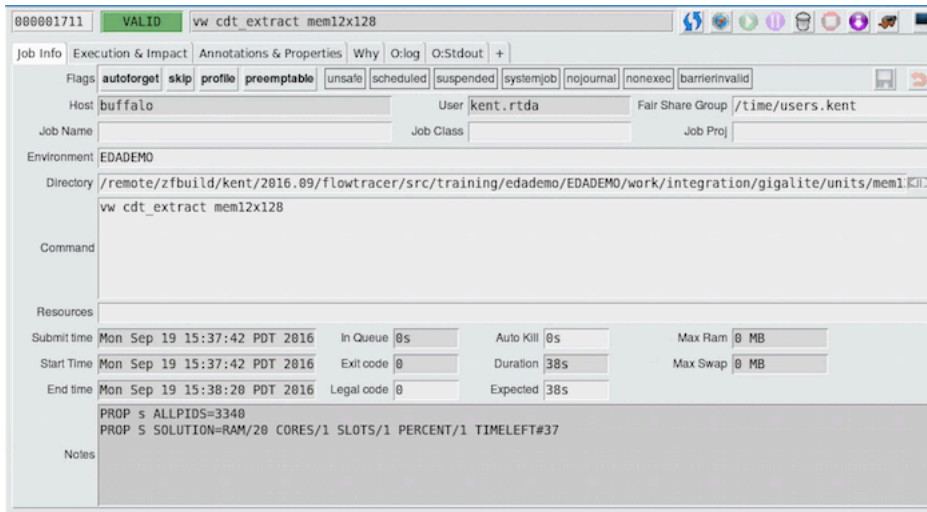 000001711 VALID vw cdt_extract mem12x128
Job Info Execution & Impact Annotations & Properties Why O:log O:Stdout +
Flags autoforget skip profile preemptable unsafe scheduled suspended systemjob nojournal nonexec barrierinvalid
Host buffalo User kent.rtda Fair Share Group /time/users.kent
Job Name Job Class Job Proj
Environment EDADEMO
Directory /remote/zfbuild/kent/2016.09/flowtracer/src/training/edademo/EDADEMO/work/integration/gigalite/units/mem1
vw cdt_extract mem12x128
Command
Resources
Submit time Mon Sep 19 15:37:42 PDT 2016 In Queue 0s Auto Kill 0s Max Ram 0 MB
Start Time Mon Sep 19 15:37:42 PDT 2016 Exit code 0 Duration 38s Max Swap 0 MB
End time Mon Sep 19 15:38:20 PDT 2016 Legal code 0 Expected 38s
PROP s ALLPIDS=3340
PROP S SOLUTION=RAM/20 CORES/1 SLOTS/1 PERCENT/1 TIMELEFT#37
Notes